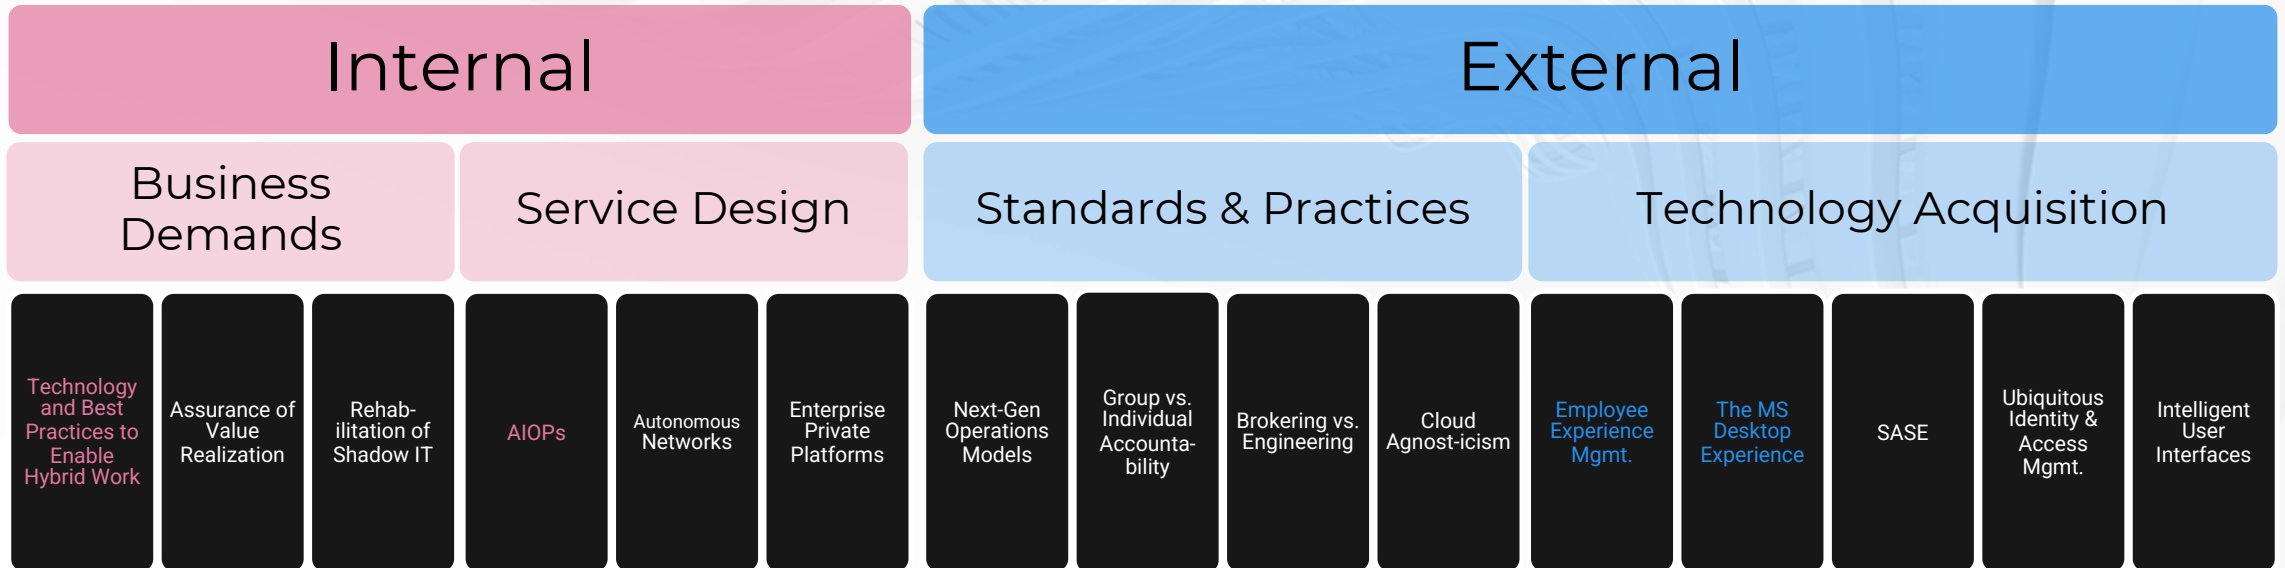 Internal
External
Business
Demands
Service Design
Standards & Practices
Technology Acquisition
Technology
and Best
Practices to
Enable
Hybrid Work
Assurance of
Value
Realization
Rehab-
ilitation of
Shadow IT
AIOPs
Autonomous
Networks
Enterprise
Private
Platforms
Next-Gen
Operations
Models
Group vs.
Individual
Accounta-
bility
Brokering vs.
Engineering
Cloud
Agnost-icism
Employee
Experience
Mgmt.
The MS
Desktop
Experience
SASE
Ubiquitous
Identity &
Access
Mgmt.
Intelligent
User
Interfaces